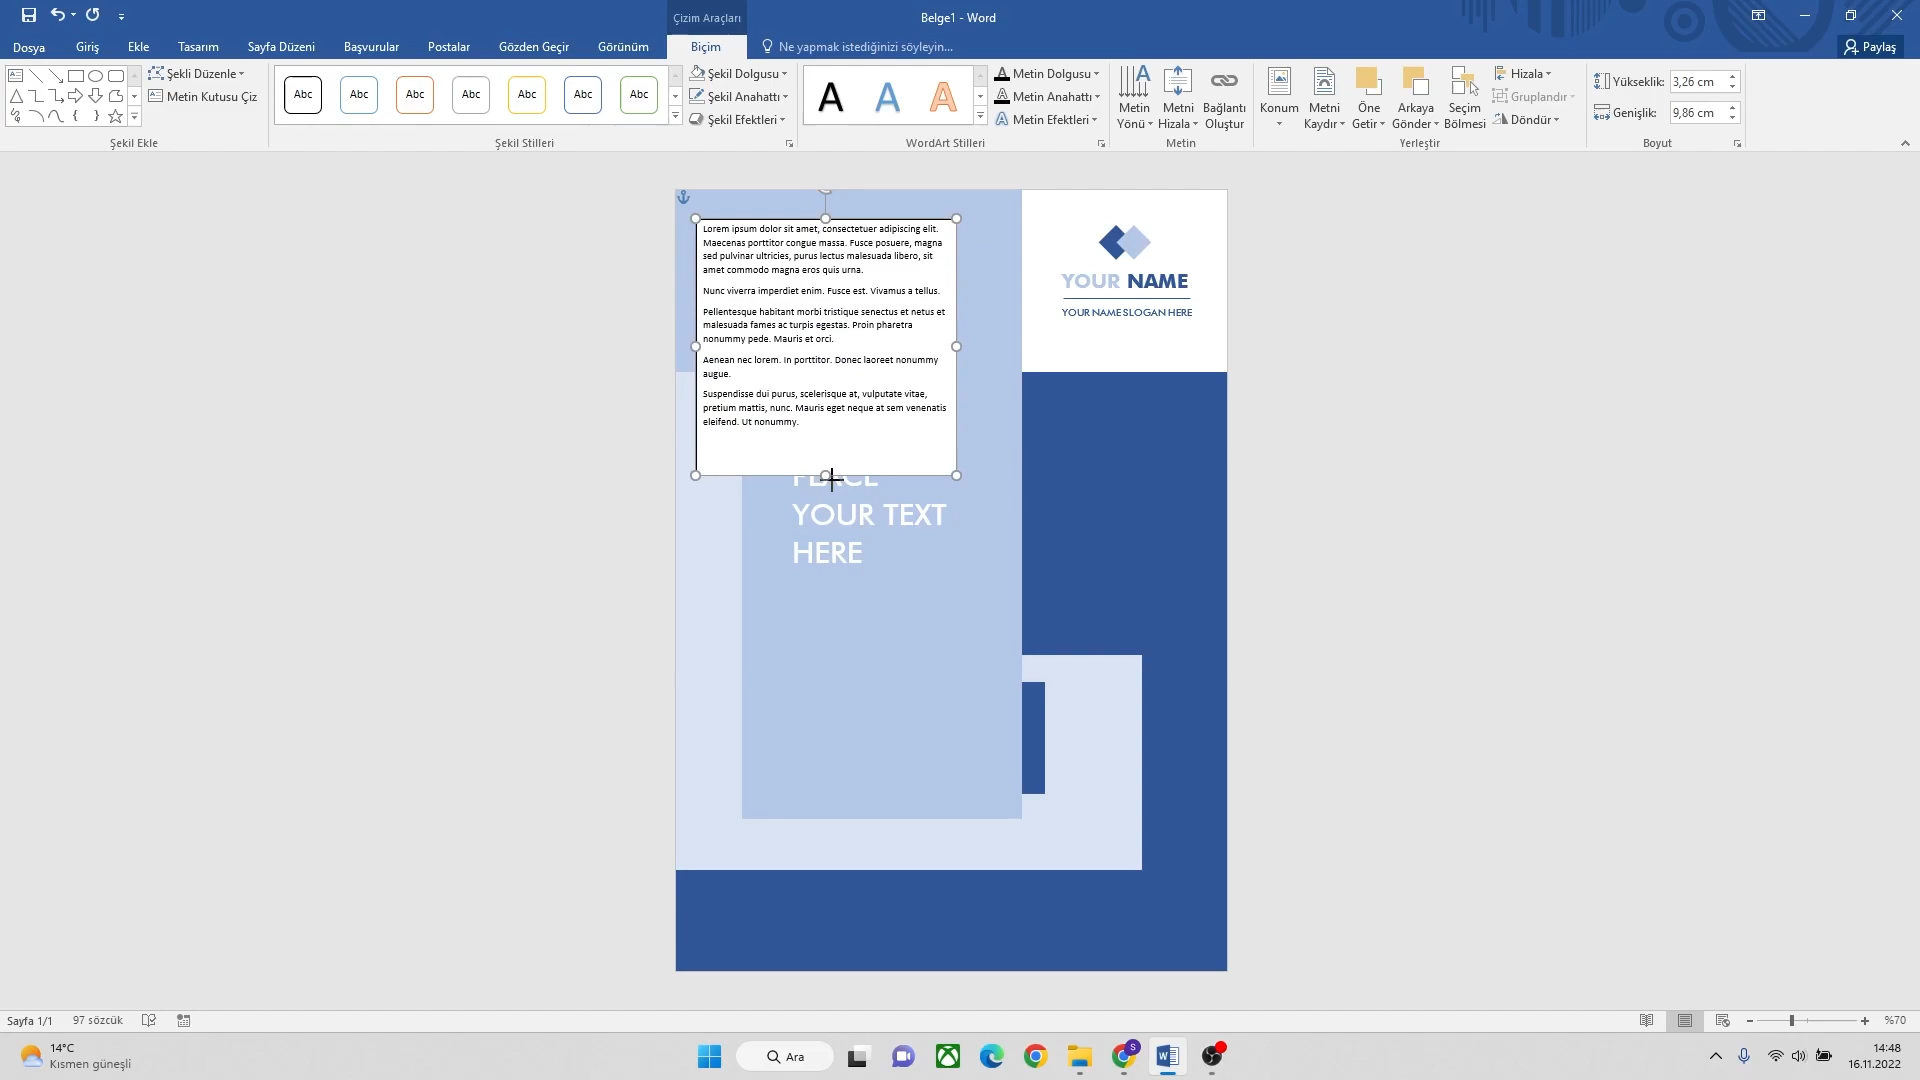 Çizim Araçları
Belge1 - Word
Dosya
Giriş
Ekle
Tasarım
Sayfa Düzeni
Başvurular
Postalar
Gözden Geçir
Görünüm
Biçim
Ne yapmak istediğinizi söyleyin...
Paylaş
Şekli Düzenle
Metin Kutusu Çiz
Şekil Ekle
Abc Abc Abc Abc Abc Abc Abc
Şekil Dolgusu
Şekil Anahattı
Şekil Efektleri
Şekil Stilleri
A A A
Metin Dolgusu
Metin Anahattı
Metin Efektleri
WordArt Stilleri
Metin
Yönü
Metni
Hizala
Bağlantı
Oluştur
Metin
Konum
Metni
Kaydır
Öne
Getir
Arkaya
Gönder
Seçim
Bölmesi
Hizala
Gruplandır
Döndür
Yerleştir
Yükseklik: 3,26 cm
Genişlik: 9,86 cm
Boyut
Lorem ipsum dolor sit amet, consectetuer adipiscing elit.
Maecenas porttitor congue massa. Fusce posuere, magna
sed pulvinar ultricies, purus lectus malesuada libero, sit
amet commodo magna eros quis urna.
Nunc viverra imperdiet enim. Fusce est. Vivamus a tellus.
Pellentesque habitant morbi tristique senectus et netus et
malesuada fames ac turpis egestas. Proin pharetra
nonummy pede. Mauris et orci.
Aenean nec lorem. In porttitor. Donec laoreet nonummy
augue.
Suspendisse dui purus, scelerisque at, vulputate vitae,
pretium mattis, nunc. Mauris eget neque at sem venenatis
eleifend. Ut nonummy.
PLACE
YOUR TEXT
HERE
YOUR NAME
YOUR NAME SLOGAN HERE
Sayfa 1/1
97 sözcük
%70
14°C
Kısmen güneşli
Ara
S
14:48
16.11.2022